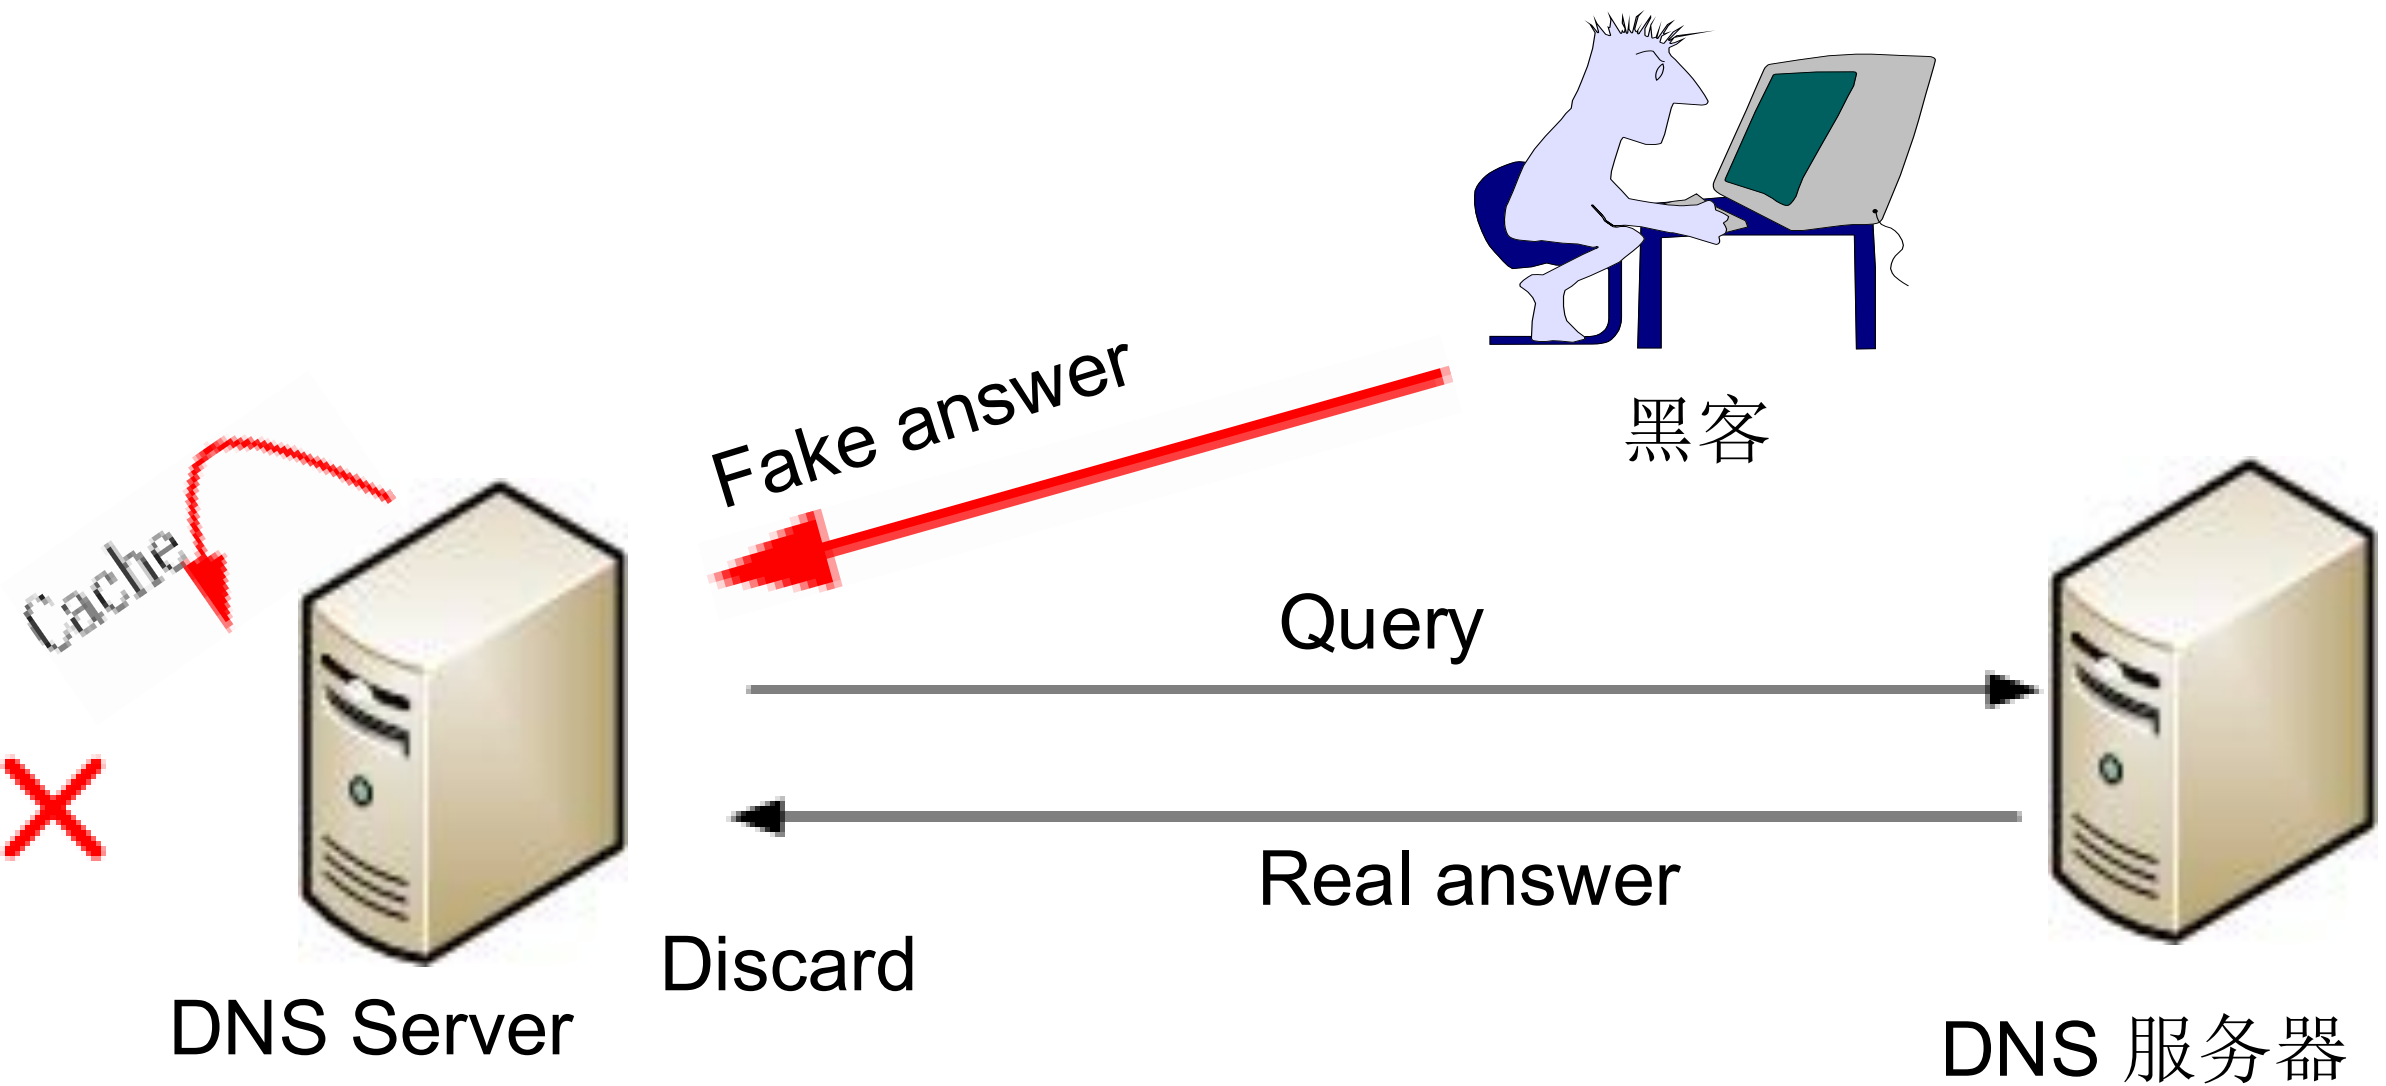 Fake answer
黑客
Cache
Query
Real answer
Discard
DNS Server
DNS 服务器